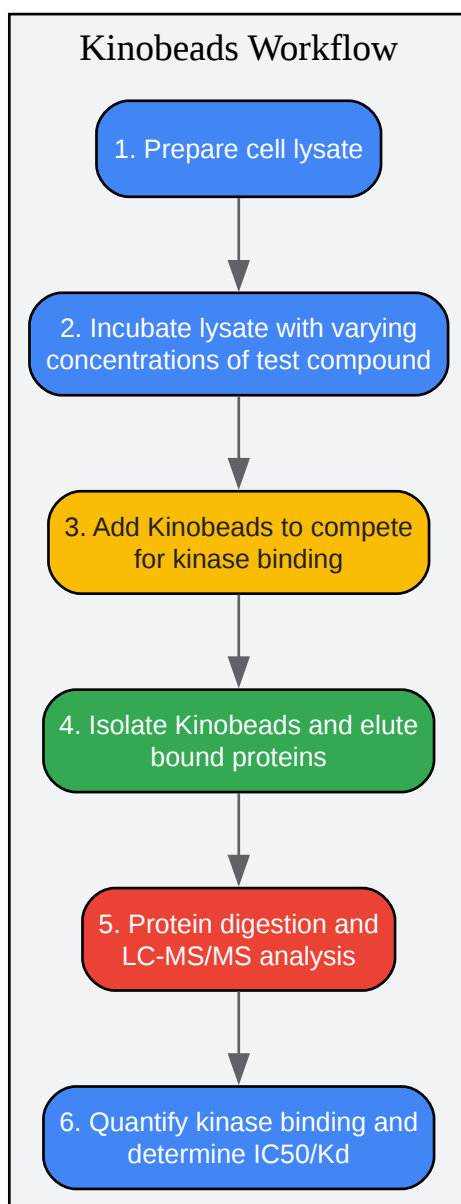 Kinobeads Workflow
1. Prepare cell lysate
2. Incubate lysate with varying
concentrations of test compound
3. Add Kinobeads to compete
for kinase binding
4. Isolate Kinobeads and elute
bound proteins
5. Protein digestion and
LC-MS/MS analysis
6. Quantify kinase binding and
determine IC50/Kd